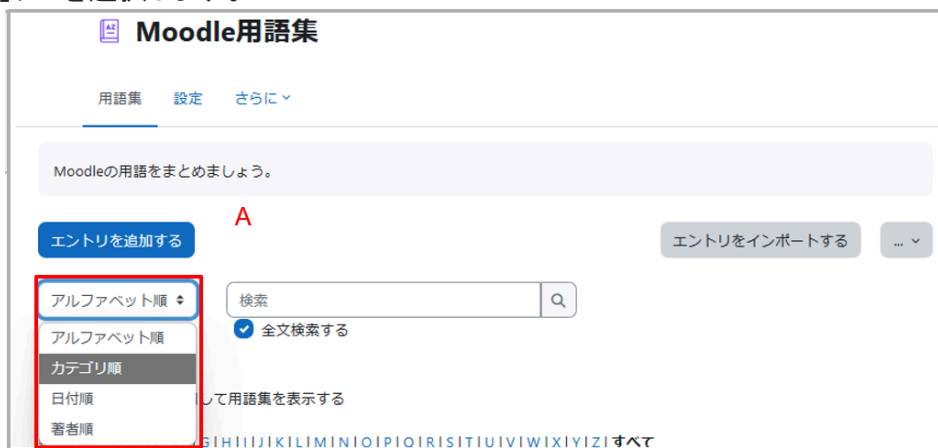 Moodle用語集
用語集 設定 さらに
Moodleの用語をまとめましょう。
A
エントリを追加する エントリをインポートする ...
アルファベット順 検索
全文検索する
アルファベット順
カテゴリ順
日付順 して用語集を表示する
著者順
G|H|I|J|K|L|M|N|O|P|Q|R|S|T|U|V|W|X|Y|Z|すべて